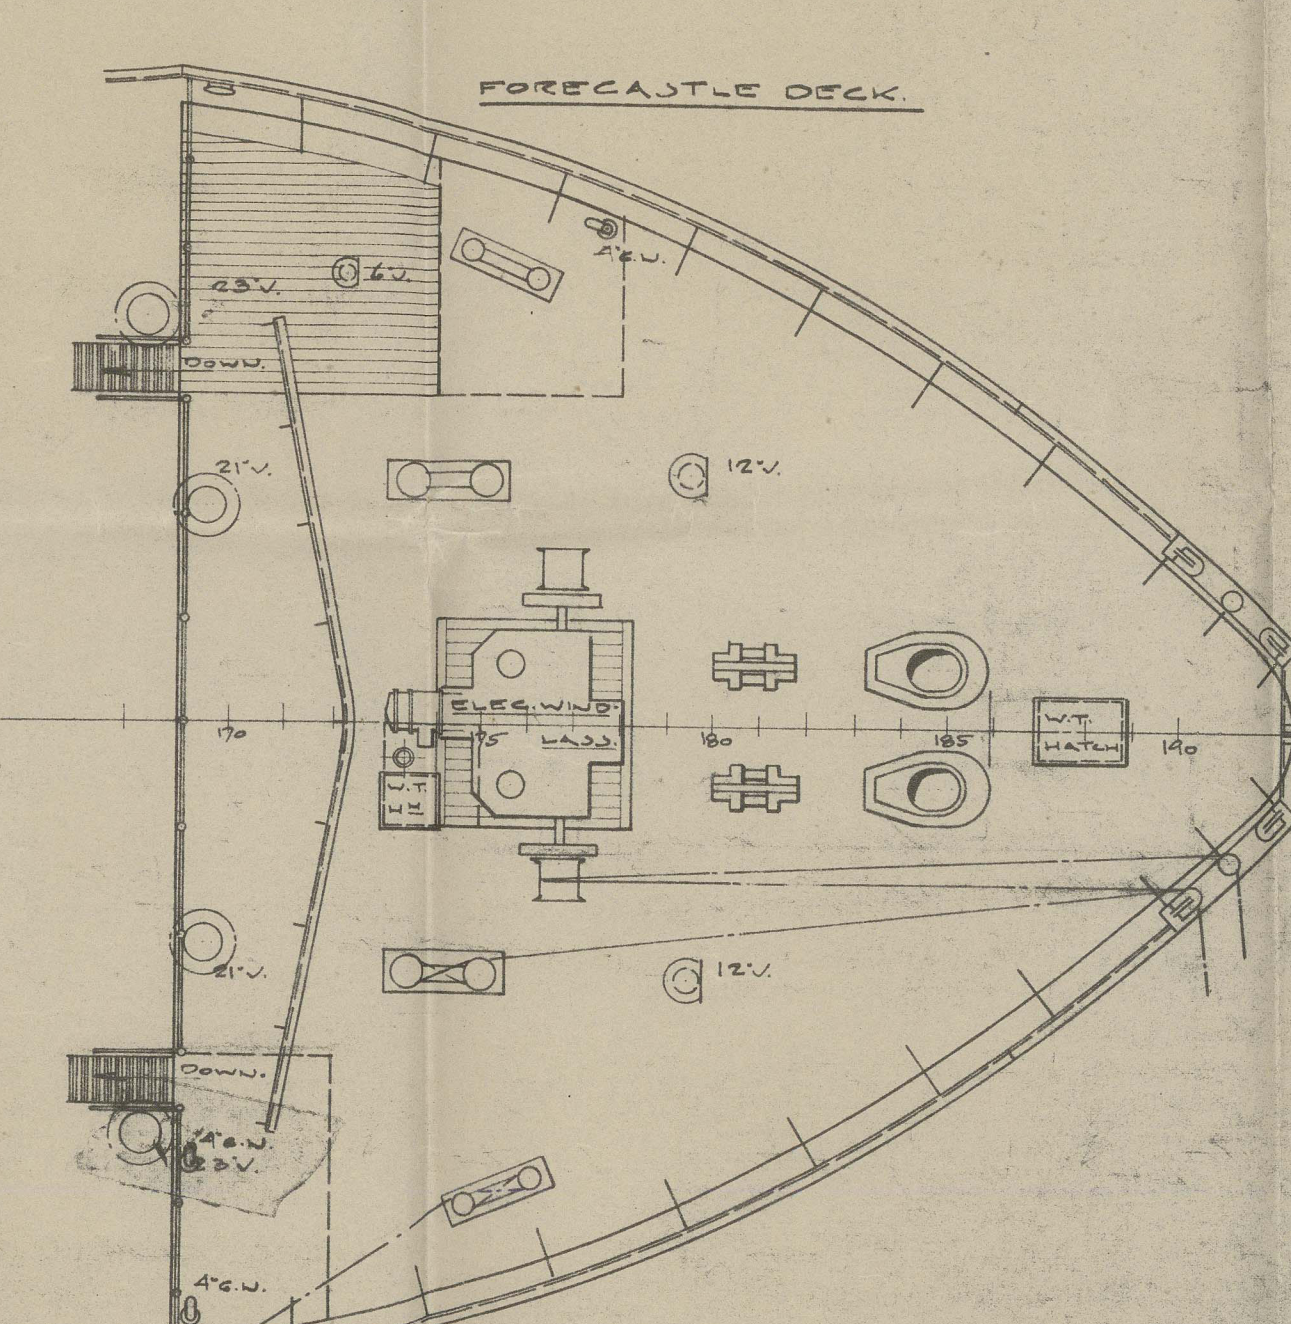 FORECASTLE DECK.
4"G.N.
6"V.
23"V.
DOWN.
21"V.
12"V.
ELEC. WIND-
LASS.
170
175
180
185
190
W.T.
HATCH
W.T.
H
21"V.
12"V.
DOWN.
4"G.N.
23"V.
4"G.N.